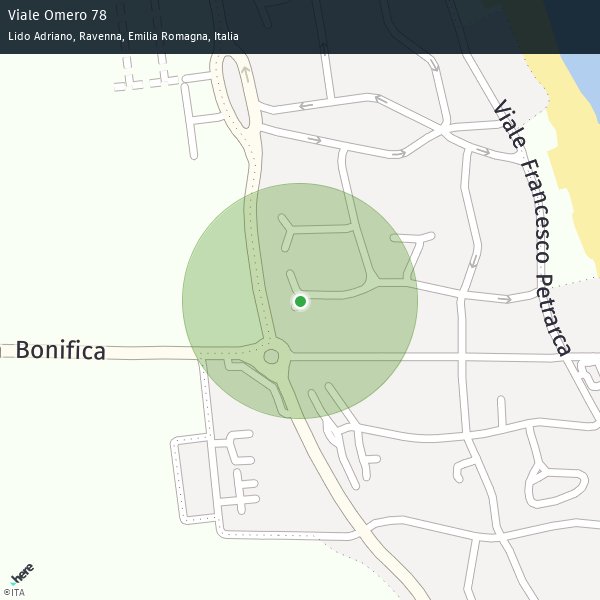 Viale Omero 78
Lido Adriano, Ravenna, Emilia Romagna, Italia
Viale Francesco Petrarca
Bonifica
here
©ITA